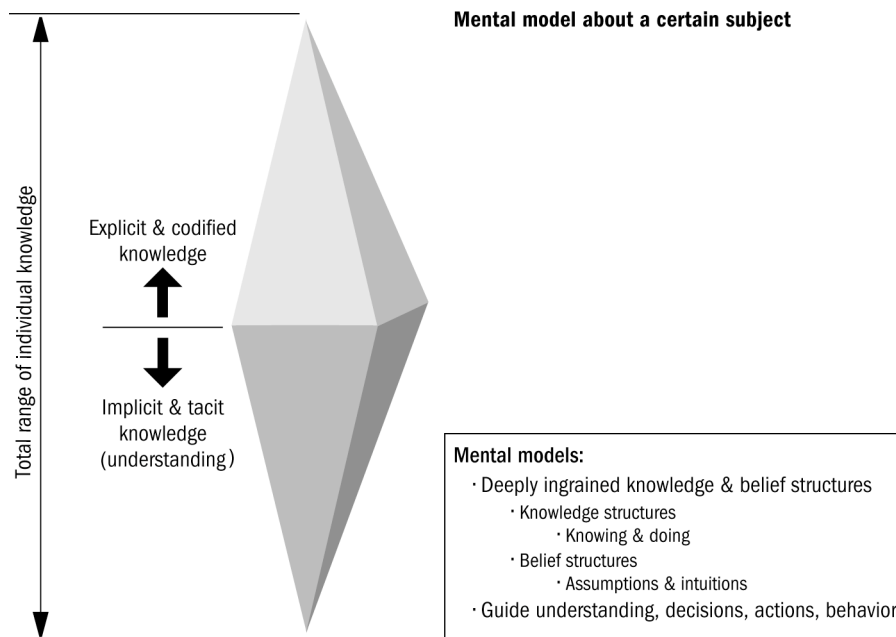 Mental model about a certain subject
Total range of individual knowledge
Explicit & codified
knowledge
Implicit & tacit
knowledge
(understanding)
Mental models:
· Deeply ingrained knowledge & belief structures
· Knowledge structures
· Knowing & doing
· Belief structures
· Assumptions & intuitions
· Guide understanding, decisions, actions, behavior